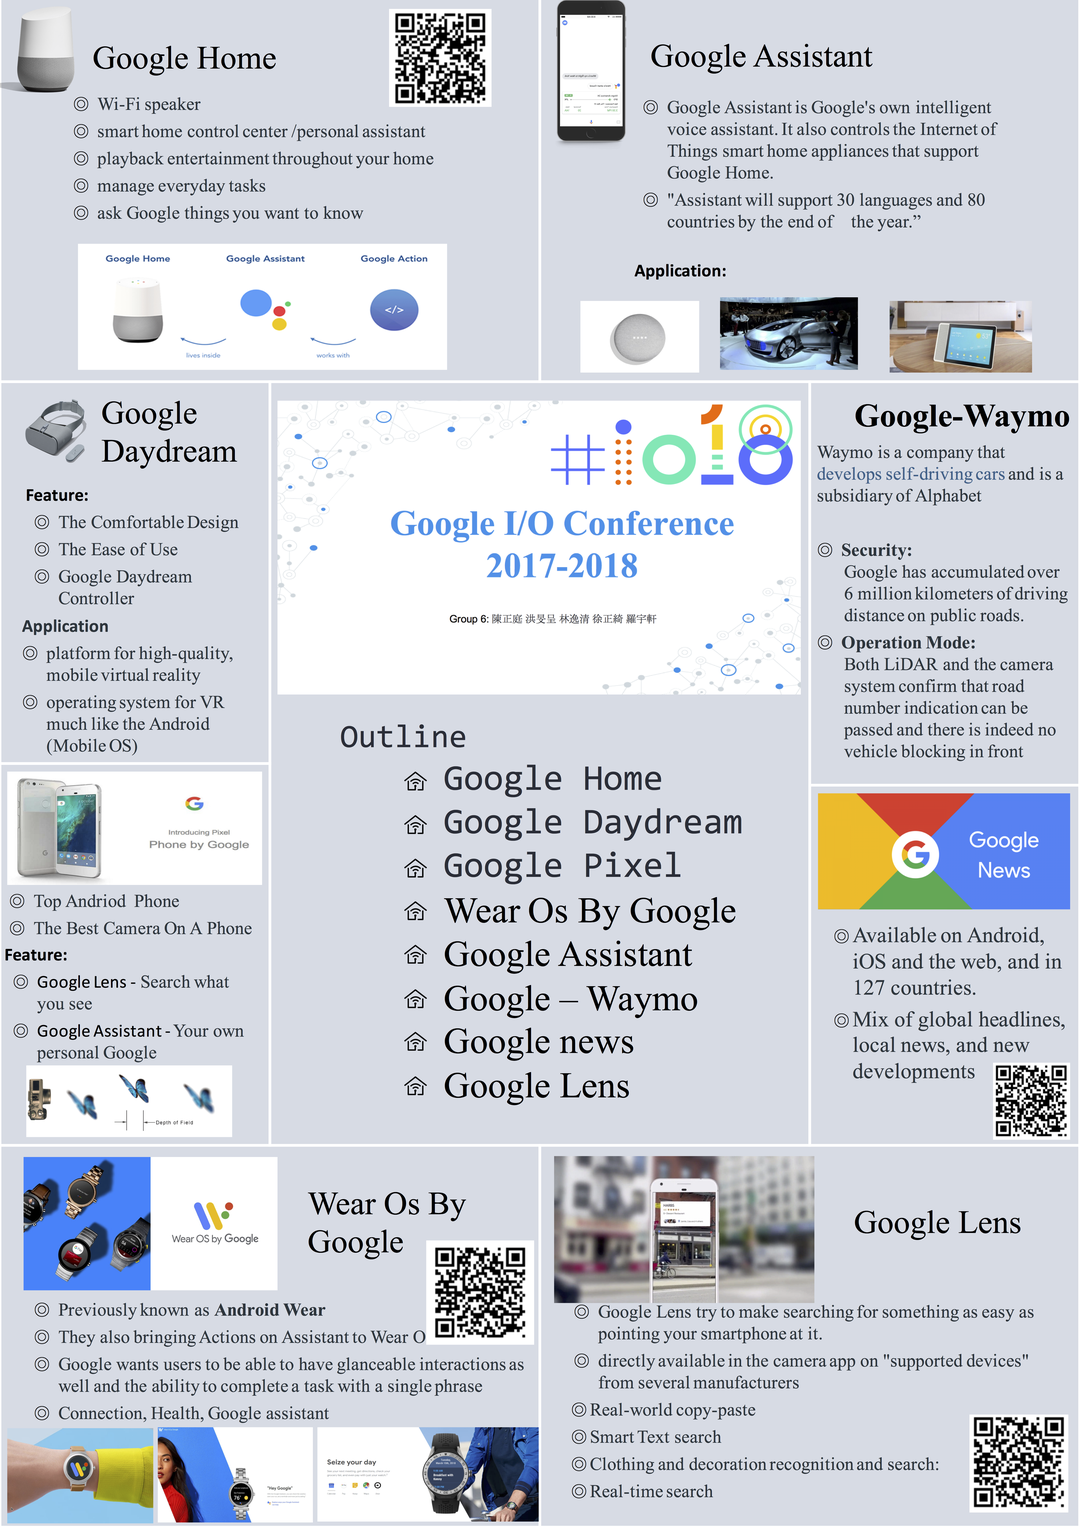 Google Home
◎ Wi-Fi speaker
◎ smart home control center /personal assistant
◎ playback entertainment throughout your home
◎ manage everyday tasks
◎ ask Google things you want to know
Google Home Google Assistant Google Action
</>
lives inside works with
Google Assistant
◎ Google Assistant is Google's own intelligent
voice assistant. It also controls the Internet of
Things smart home appliances that support
Google Home.
◎ "Assistant will support 30 languages and 80
countries by the end of the year.”
Application:
Google
Daydream
Feature:
◎ The Comfortable Design
◎ The Ease of Use
◎ Google Daydream
Controller
Application
◎ platform for high-quality,
mobile virtual reality
◎ operating system for VR
much like the Android
(Mobile OS)
#io18
Google I/O Conference
2017-2018
Group 6: 陳正庭 洪旻呈 林逸清 徐正綺 羅宇軒
Outline
Google Home
Google Daydream
Google Pixel
Wear Os By Google
Google Assistant
Google – Waymo
Google news
Google Lens
Google-Waymo
Waymo is a company that
develops self-driving cars and is a
subsidiary of Alphabet
◎ Security:
Google has accumulated over
6 million kilometers of driving
distance on public roads.
◎ Operation Mode:
Both LiDAR and the camera
system confirm that road
number indication can be
passed and there is indeed no
vehicle blocking in front
G
Introducing Pixel
Phone by Google
◎ Top Andriod Phone
◎ The Best Camera On A Phone
Feature:
◎ Google Lens - Search what
you see
◎ Google Assistant - Your own
personal Google
Depth of Field
G Google
News
◎ Available on Android,
iOS and the web, and in
127 countries.
◎ Mix of global headlines,
local news, and new
developments
Wear OS by Google
Wear Os By
Google
◎ Previously known as Android Wear
◎ They also bringing Actions on Assistant to Wear O
◎ Google wants users to be able to have glanceable interactions as
well and the ability to complete a task with a single phrase
◎ Connection, Health, Google assistant
"Hey Google"
Seize your day
Google Lens
◎ Google Lens try to make searching for something as easy as
pointing your smartphone at it.
◎ directly available in the camera app on "supported devices"
from several manufacturers
◎ Real-world copy-paste
◎ Smart Text search
◎ Clothing and decoration recognition and search:
◎ Real-time search